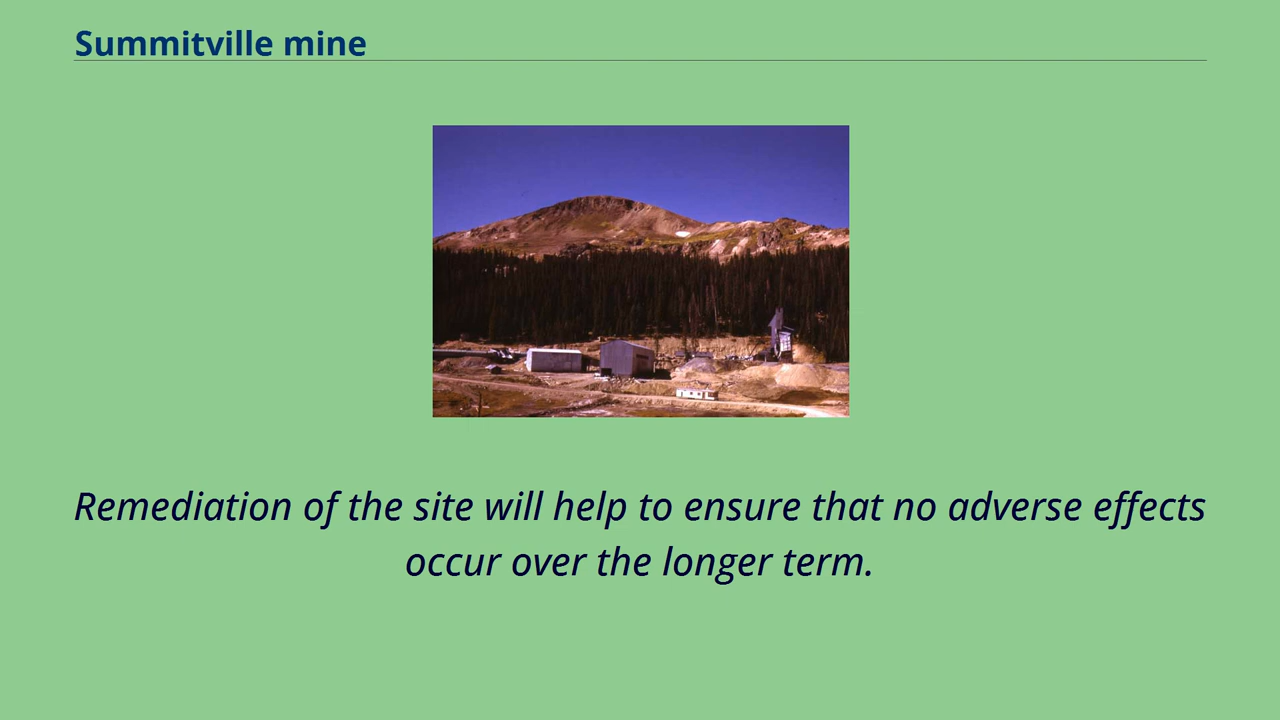 Summitville mine
Remediation of the site will help to ensure that no adverse effects
occur over the longer term.